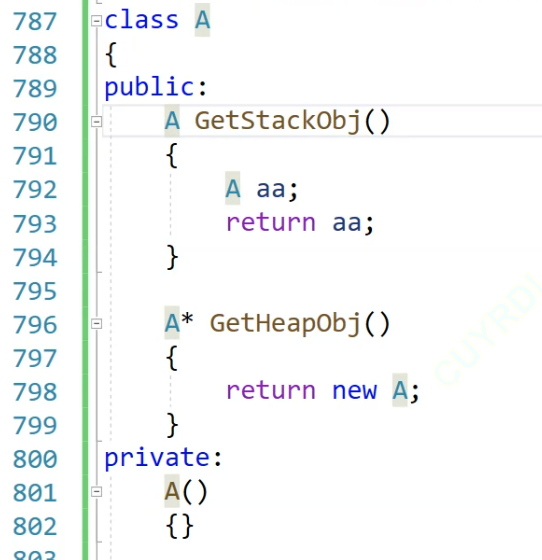 787 class A
788 {
789 public:
790     A GetStackObj()
791     {
792         A aa;
793         return aa;
794     }
795
796     A* GetHeapObj()
797     {
798         return new A;
799     }
800 private:
801     A()
802     {}
803
CUYRDI